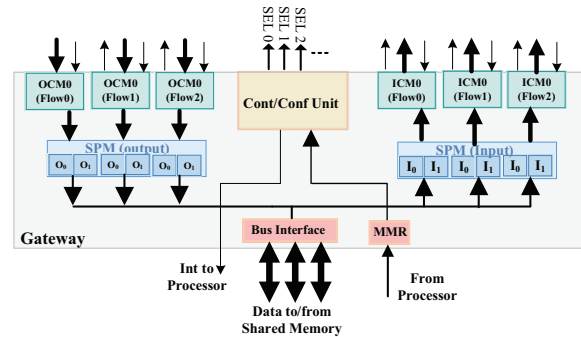 SEL 0
SEL 1
SEL 2
OCM0
(Flow0)
OCM0
(Flow1)
OCM0
(Flow2)
Cont/Conf Unit
ICM0
(Flow0)
ICM0
(Flow1)
ICM0
(Flow2)
SPM (output)
O₀ O₁ O₀ O₁ O₀ O₁
SPM (Input)
I₀ I₁ I₀ I₁ I₀ I₁
Gateway
Bus Interface
MMR
Int to
Processor
From
Processor
Data to/from
Shared Memory